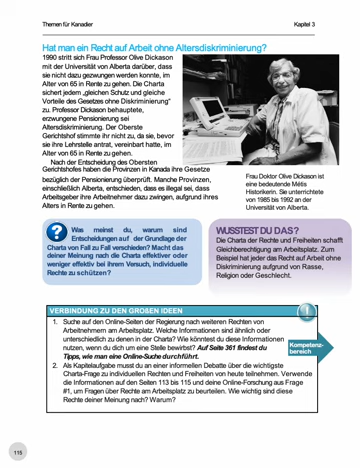 Themen für Kanadier Kapitel 3
Hat man ein Recht auf Arbeit ohne Altersdiskriminierung?
1990 stritt sich Frau Professor Olive Dickason
mit der Universität von Alberta darüber, dass
sie nicht dazu gezwungen werden konnte, im
Alter von 65 in Rente zu gehen. Die Charta
sichert jedem „gleichen Schutz und gleiche
Vorteile des Gesetzes ohne Diskriminierung"
zu. Professor Dickason behauptete,
erzwungene Pensionierung sei
Altersdiskriminierung. Der Oberste
Gerichtshof stimmte ihr nicht zu, da sie, bevor
sie ihre Lehrstelle antrat, vereinbart hatte, im
Alter von 65 in Rente zu gehen.
Nach der Entscheidung des Obersten
Gerichtshofes haben die Provinzen in Kanada ihre Gesetze
bezüglich der Pensionierung überprüft. Manche Provinzen,
einschließlich Alberta, entschieden, dass es illegal sei, dass
Arbeitsgeber ihre Arbeitnehmer dazu zwingen, aufgrund ihres
Alters in Rente zu gehen.
Frau Doktor Olive Dickason ist
eine bedeutende Métis
Historikerin. Sie unterrichtete
von 1985 bis 1992 an der
Universität von Alberta.
? Was meinst du, warum sind
Entscheidungen auf der Grundlage der
Charta von Fall zu Fall verschieden? Macht das
deiner Meinung nach die Charta effektiver oder
weniger effektiv bei ihrem Versuch, individuelle
Rechte zu schützen?
WUSSTEST DU DAS?
Die Charta der Rechte und Freiheiten schafft
Gleichberechtigung am Arbeitsplatz. Zum
Beispiel hat jeder das Recht auf Arbeit ohne
Diskriminierung aufgrund von Rasse,
Religion oder Geschlecht.
VERBINDUNG ZU DEN GROßEN IDEEN
1. Suche auf den Online-Seiten der Regierung nach weiteren Rechten von
Arbeitnehmern am Arbeitsplatz. Welche Informationen sind ähnlich oder
unterschiedlich zu denen in der Charta? Wie könntest du diese Informationen
nutzen, wenn du dich um eine Stelle bewirbst? Auf Seite 361 findest du
Tipps, wie man eine Online-Suche durchführt.
Kompetenz-
bereich
2. Als Kapitelaufgabe musst du an einer informellen Debatte über die wichtigste
Charta-Frage zu individuellen Rechten und Freiheiten von heute teilnehmen. Verwende
die Informationen auf den Seiten 113 bis 115 und deine Online-Forschung aus Frage
#1, um Fragen über Rechte am Arbeitsplatz zu beurteilen. Wie wichtig sind diese
Rechte deiner Meinung nach? Warum?
115